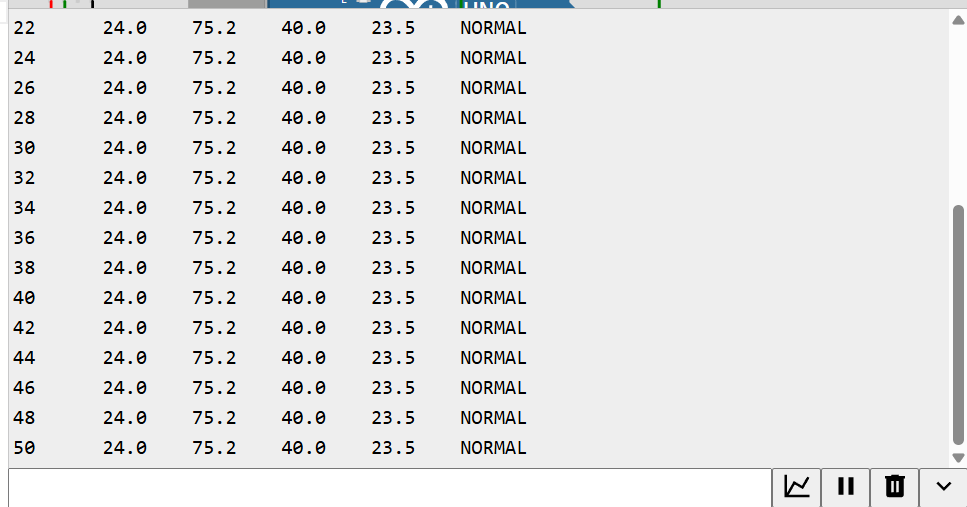 UNO
22 24.0 75.2 40.0 23.5 NORMAL
24 24.0 75.2 40.0 23.5 NORMAL
26 24.0 75.2 40.0 23.5 NORMAL
28 24.0 75.2 40.0 23.5 NORMAL
30 24.0 75.2 40.0 23.5 NORMAL
32 24.0 75.2 40.0 23.5 NORMAL
34 24.0 75.2 40.0 23.5 NORMAL
36 24.0 75.2 40.0 23.5 NORMAL
38 24.0 75.2 40.0 23.5 NORMAL
40 24.0 75.2 40.0 23.5 NORMAL
42 24.0 75.2 40.0 23.5 NORMAL
44 24.0 75.2 40.0 23.5 NORMAL
46 24.0 75.2 40.0 23.5 NORMAL
48 24.0 75.2 40.0 23.5 NORMAL
50 24.0 75.2 40.0 23.5 NORMAL